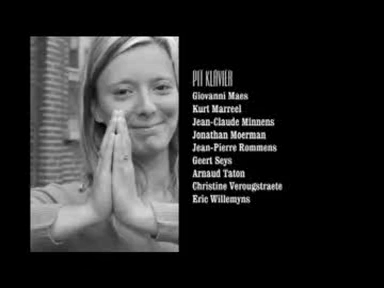 PIT KLAVIER
Giovanni Maes
Kurt Marreel
Jean-Claude Minnens
Jonathan Moerman
Jean-Pierre Rommens
Geert Seys
Arnaud Taton
Christine Verougstraete
Eric Willemyns